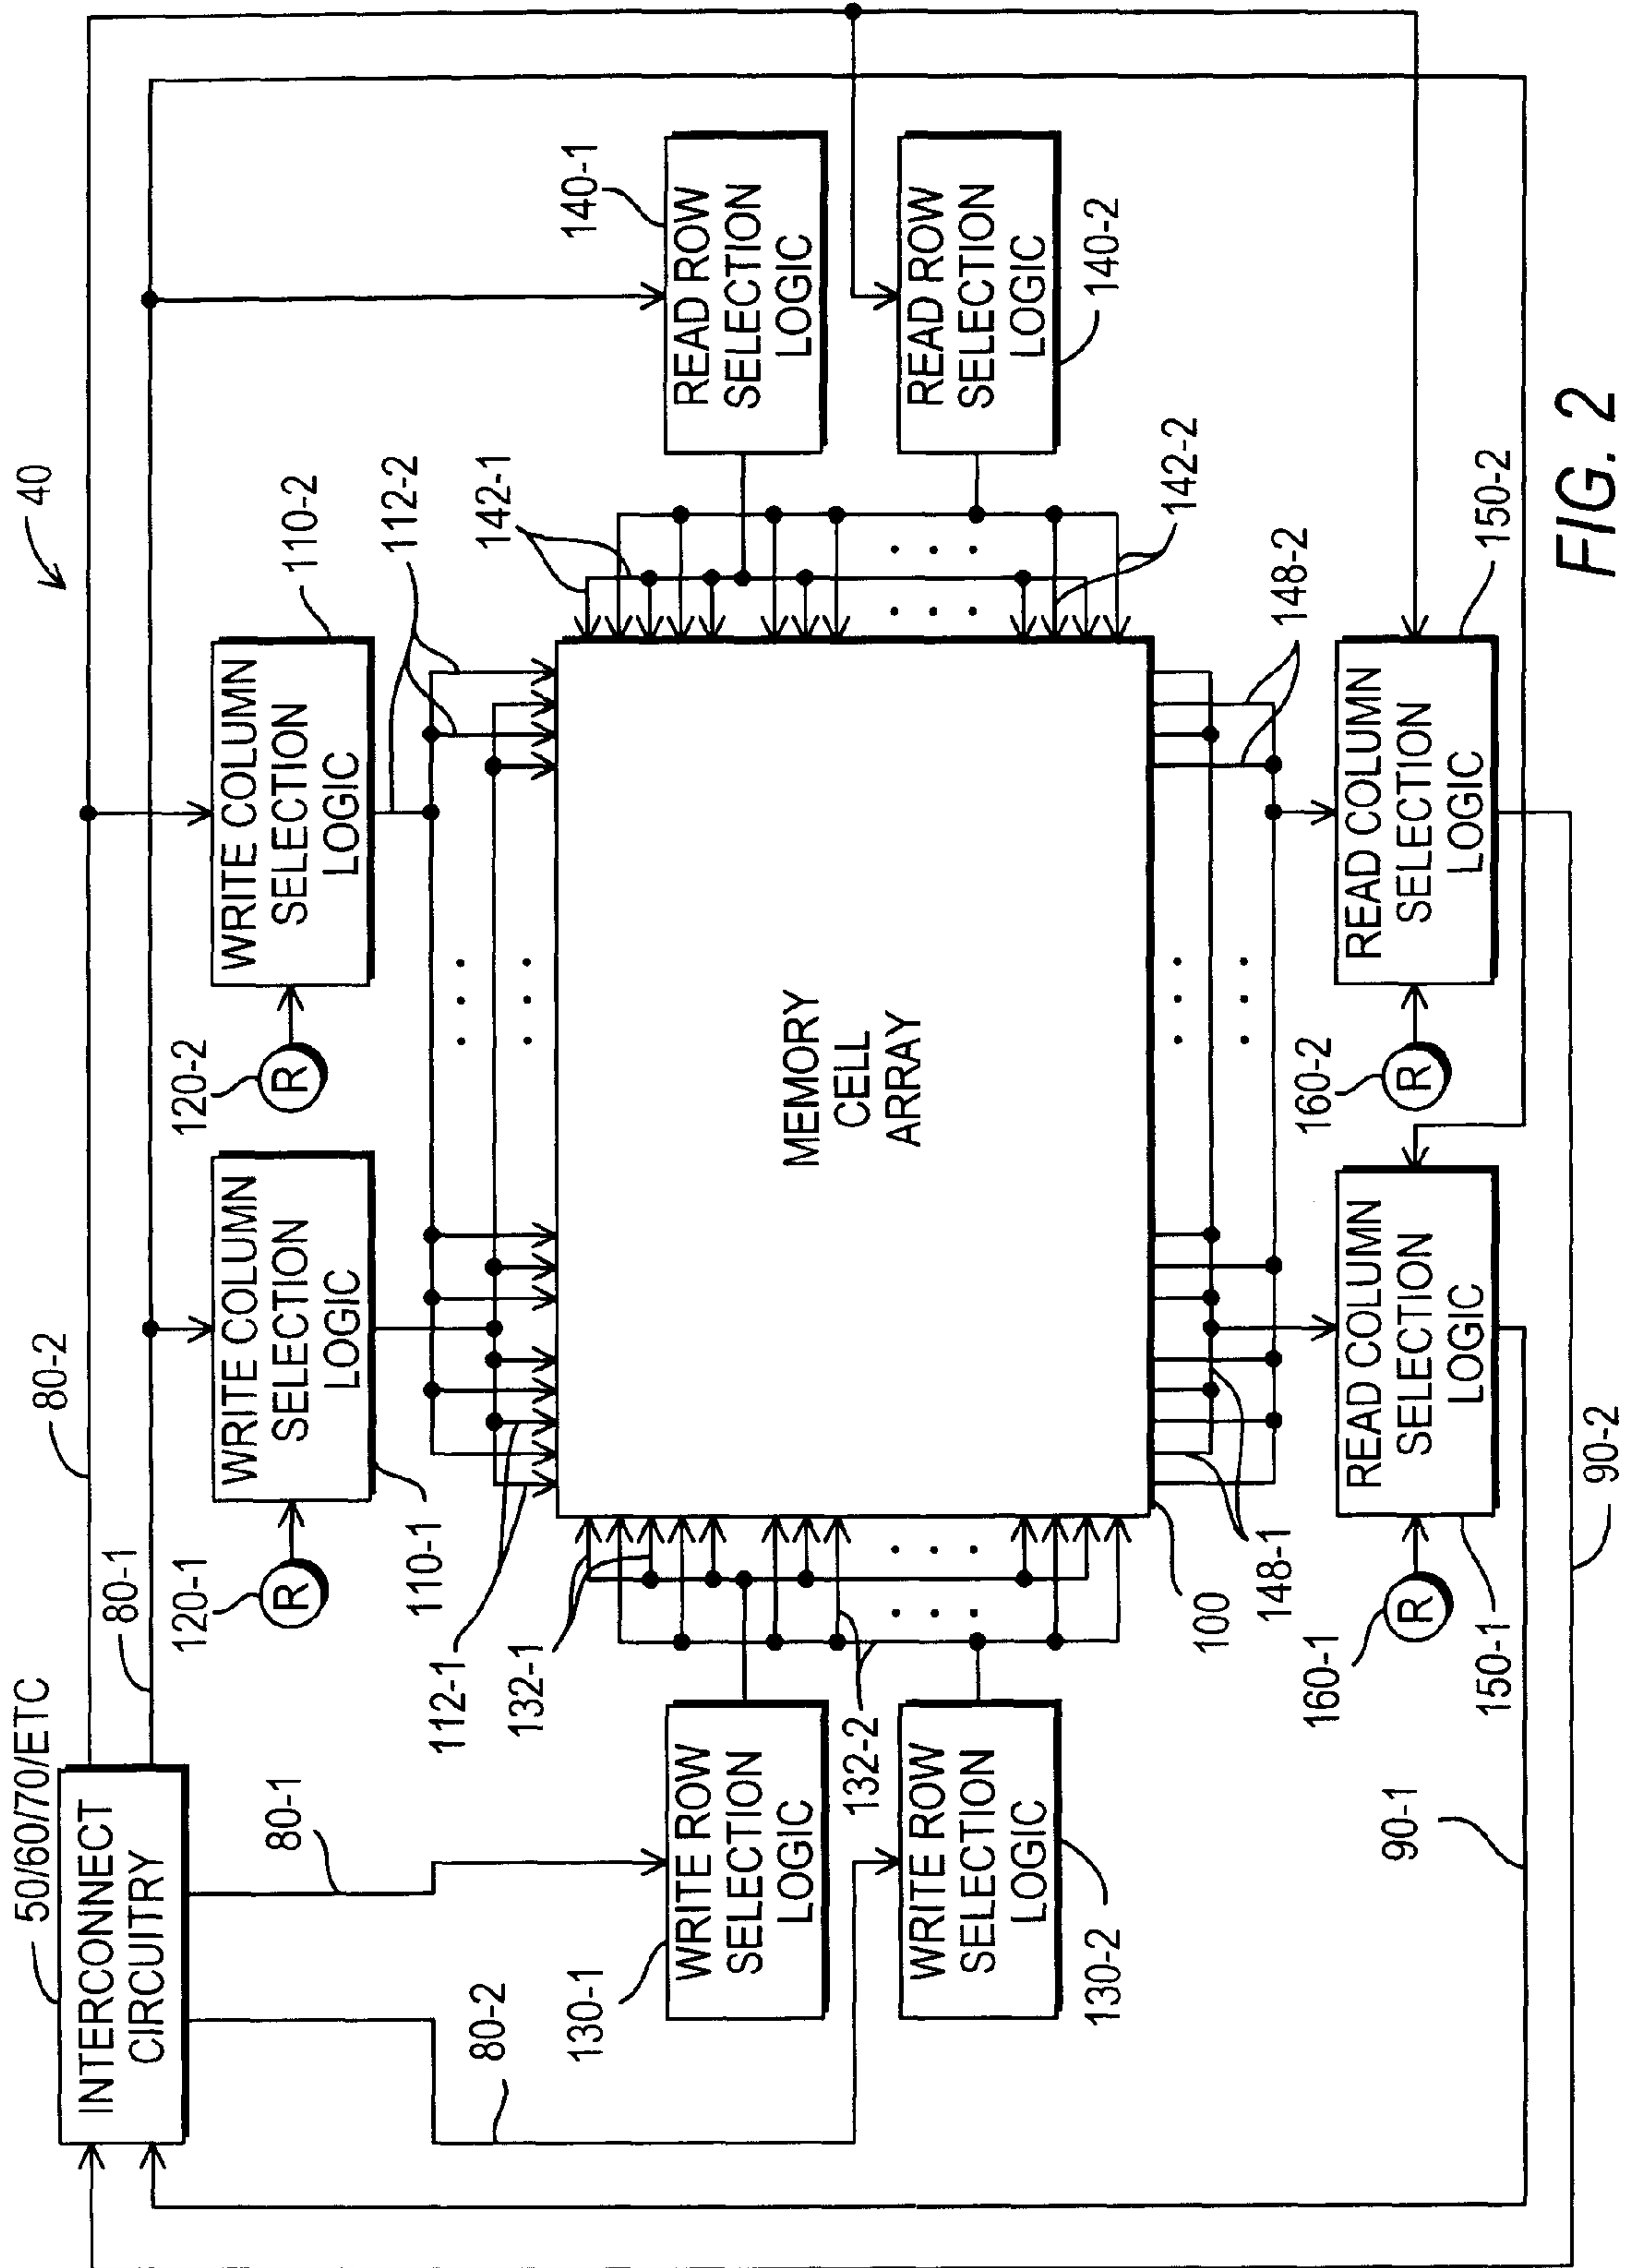 40
50/60/70/ETC
INTERCONNECT
CIRCUITRY
80-2
80-1
80-1
80-2
120-1
R
WRITE COLUMN
SELECTION
LOGIC
110-1
120-2
R
WRITE COLUMN
SELECTION
LOGIC
110-2
112-1
112-2
132-1
132-2
142-1
142-2
130-1
WRITE ROW
SELECTION
LOGIC
WRITE ROW
SELECTION
LOGIC
130-2
MEMORY
CELL
ARRAY
100
140-1
READ ROW
SELECTION
LOGIC
READ ROW
SELECTION
LOGIC
140-2
148-1
148-2
160-1
R
READ COLUMN
SELECTION
LOGIC
150-1
160-2
R
READ COLUMN
SELECTION
LOGIC
150-2
90-1
90-2
FIG. 2